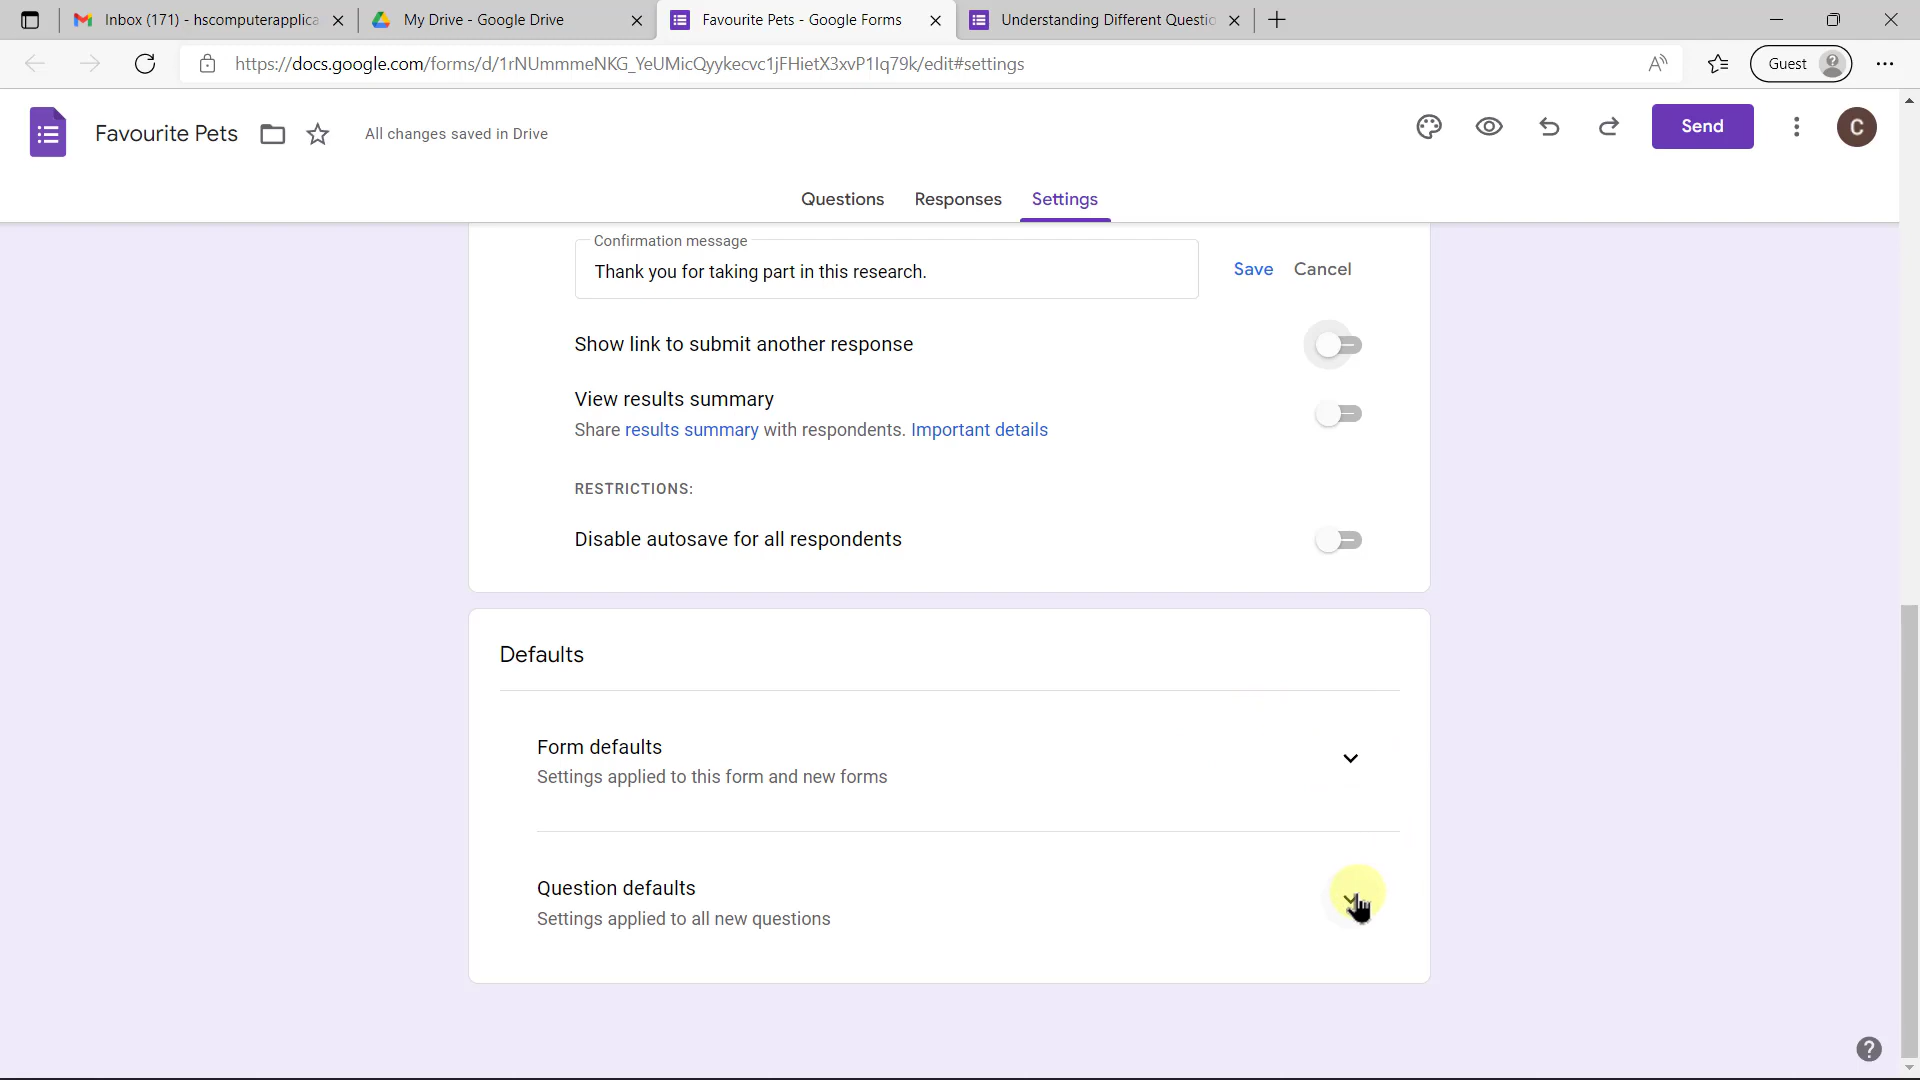 Inbox (171) - hscomputerapplica
My Drive - Google Drive
Favourite Pets - Google Forms
Understanding Different Questio
https://docs.google.com/forms/d/1rNUmmmeNKG_YeUMicQyykecvc1jFHietX3xvP1Iq79k/edit#settings
Guest
Favourite Pets
All changes saved in Drive
Send
C
Questions
Responses
Settings
Confirmation message
Thank you for taking part in this research.
Save
Cancel
Show link to submit another response
View results summary
Share results summary with respondents. Important details
RESTRICTIONS:
Disable autosave for all respondents
Defaults
Form defaults
Settings applied to this form and new forms
Question defaults
Settings applied to all new questions